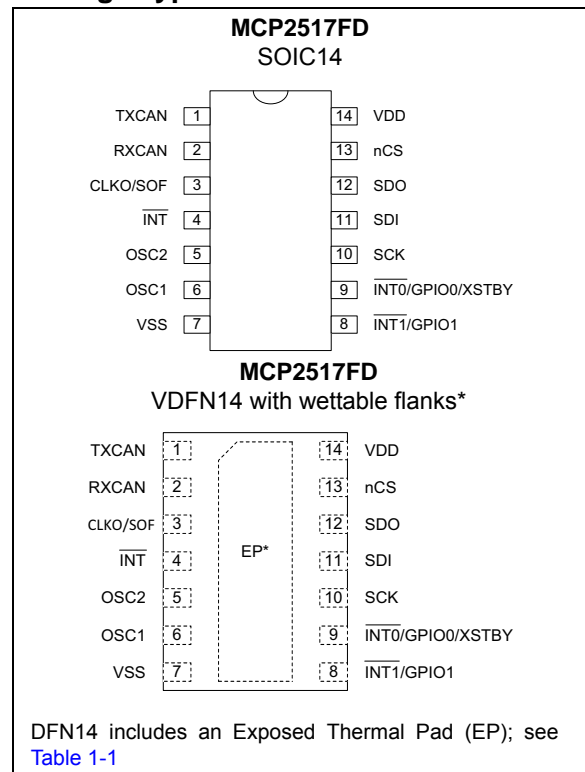 MCP2517FD
SOIC14
TXCAN 1 14 VDD
RXCAN 2 13 nCS
CLKO/SOF 3 12 SDO
INT 4 11 SDI
OSC2 5 10 SCK
OSC1 6 9 INT0/GPIO0/XSTBY
VSS 7 8 INT1/GPIO1
MCP2517FD
VDFN14 with wettable flanks*
TXCAN 1 14 VDD
RXCAN 2 13 nCS
CLKO/SOF 3 12 SDO
INT 4 EP* 11 SDI
OSC2 5 10 SCK
OSC1 6 9 INT0/GPIO0/XSTBY
VSS 7 8 INT1/GPIO1
DFN14 includes an Exposed Thermal Pad (EP); see
Table 1-1